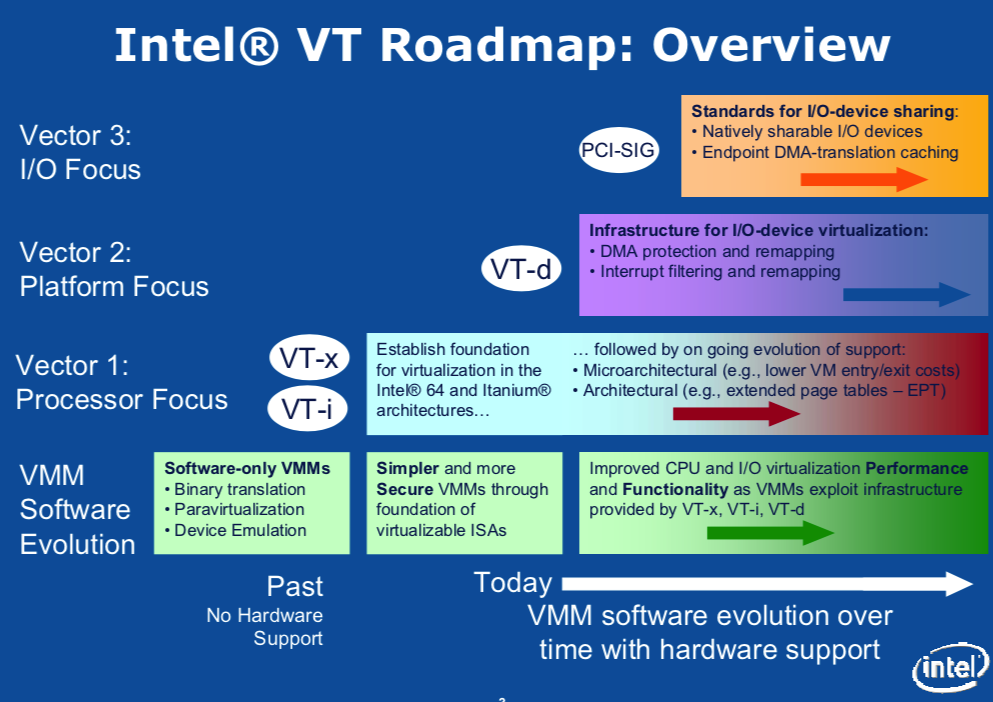 Intel® VT Roadmap: Overview
Vector 3:
I/O Focus
PCI-SIG
Standards for I/O-device sharing:
• Natively sharable I/O devices
• Endpoint DMA-translation caching
Vector 2:
Platform Focus
VT-d
Infrastructure for I/O-device virtualization:
• DMA protection and remapping
• Interrupt filtering and remapping
Vector 1:
Processor Focus
VT-x
VT-i
Establish foundation
for virtualization in the
Intel® 64 and Itanium®
architectures…
… followed by on going evolution of support:
• Microarchitectural (e.g., lower VM entry/exit costs)
• Architectural (e.g., extended page tables – EPT)
VMM
Software
Evolution
Software-only VMMs
• Binary translation
• Paravirtualization
• Device Emulation
Simpler and more
Secure VMMs through
foundation of
virtualizable ISAs
Improved CPU and I/O virtualization Performance
and Functionality as VMMs exploit infrastructure
provided by VT-x, VT-i, VT-d
Past
No Hardware
Support
Today
VMM software evolution over
time with hardware support
intel